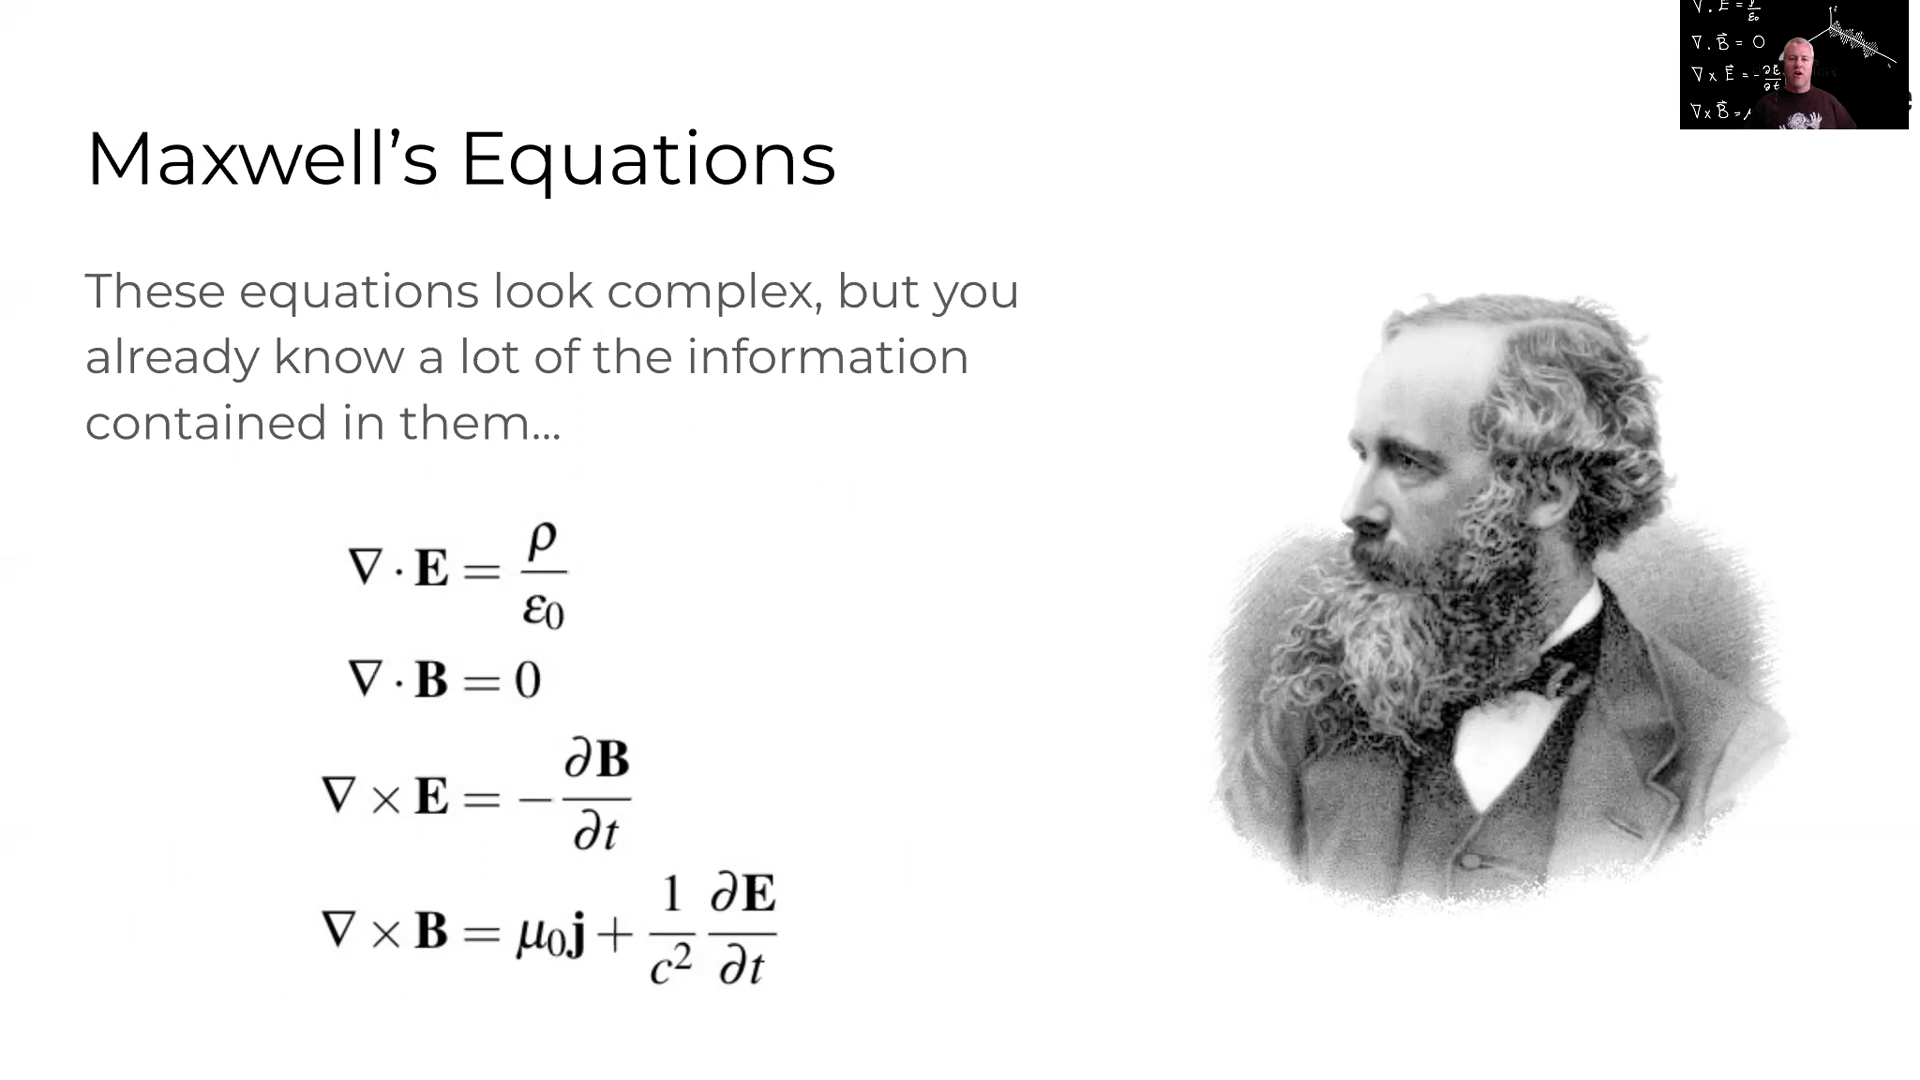 ∇ · E = ρ/ε₀
∇ · B⃗ = 0
∇ x E⃗ = - ∂E/∂t
∇ x B⃗ =
Maxwell’s Equations
These equations look complex, but you
already know a lot of the information
contained in them...
∇ · E = ρ/ε₀
∇ · B = 0
∇ × E = − ∂B/∂t
∇ × B = μ₀j + 1/c² ∂E/∂t